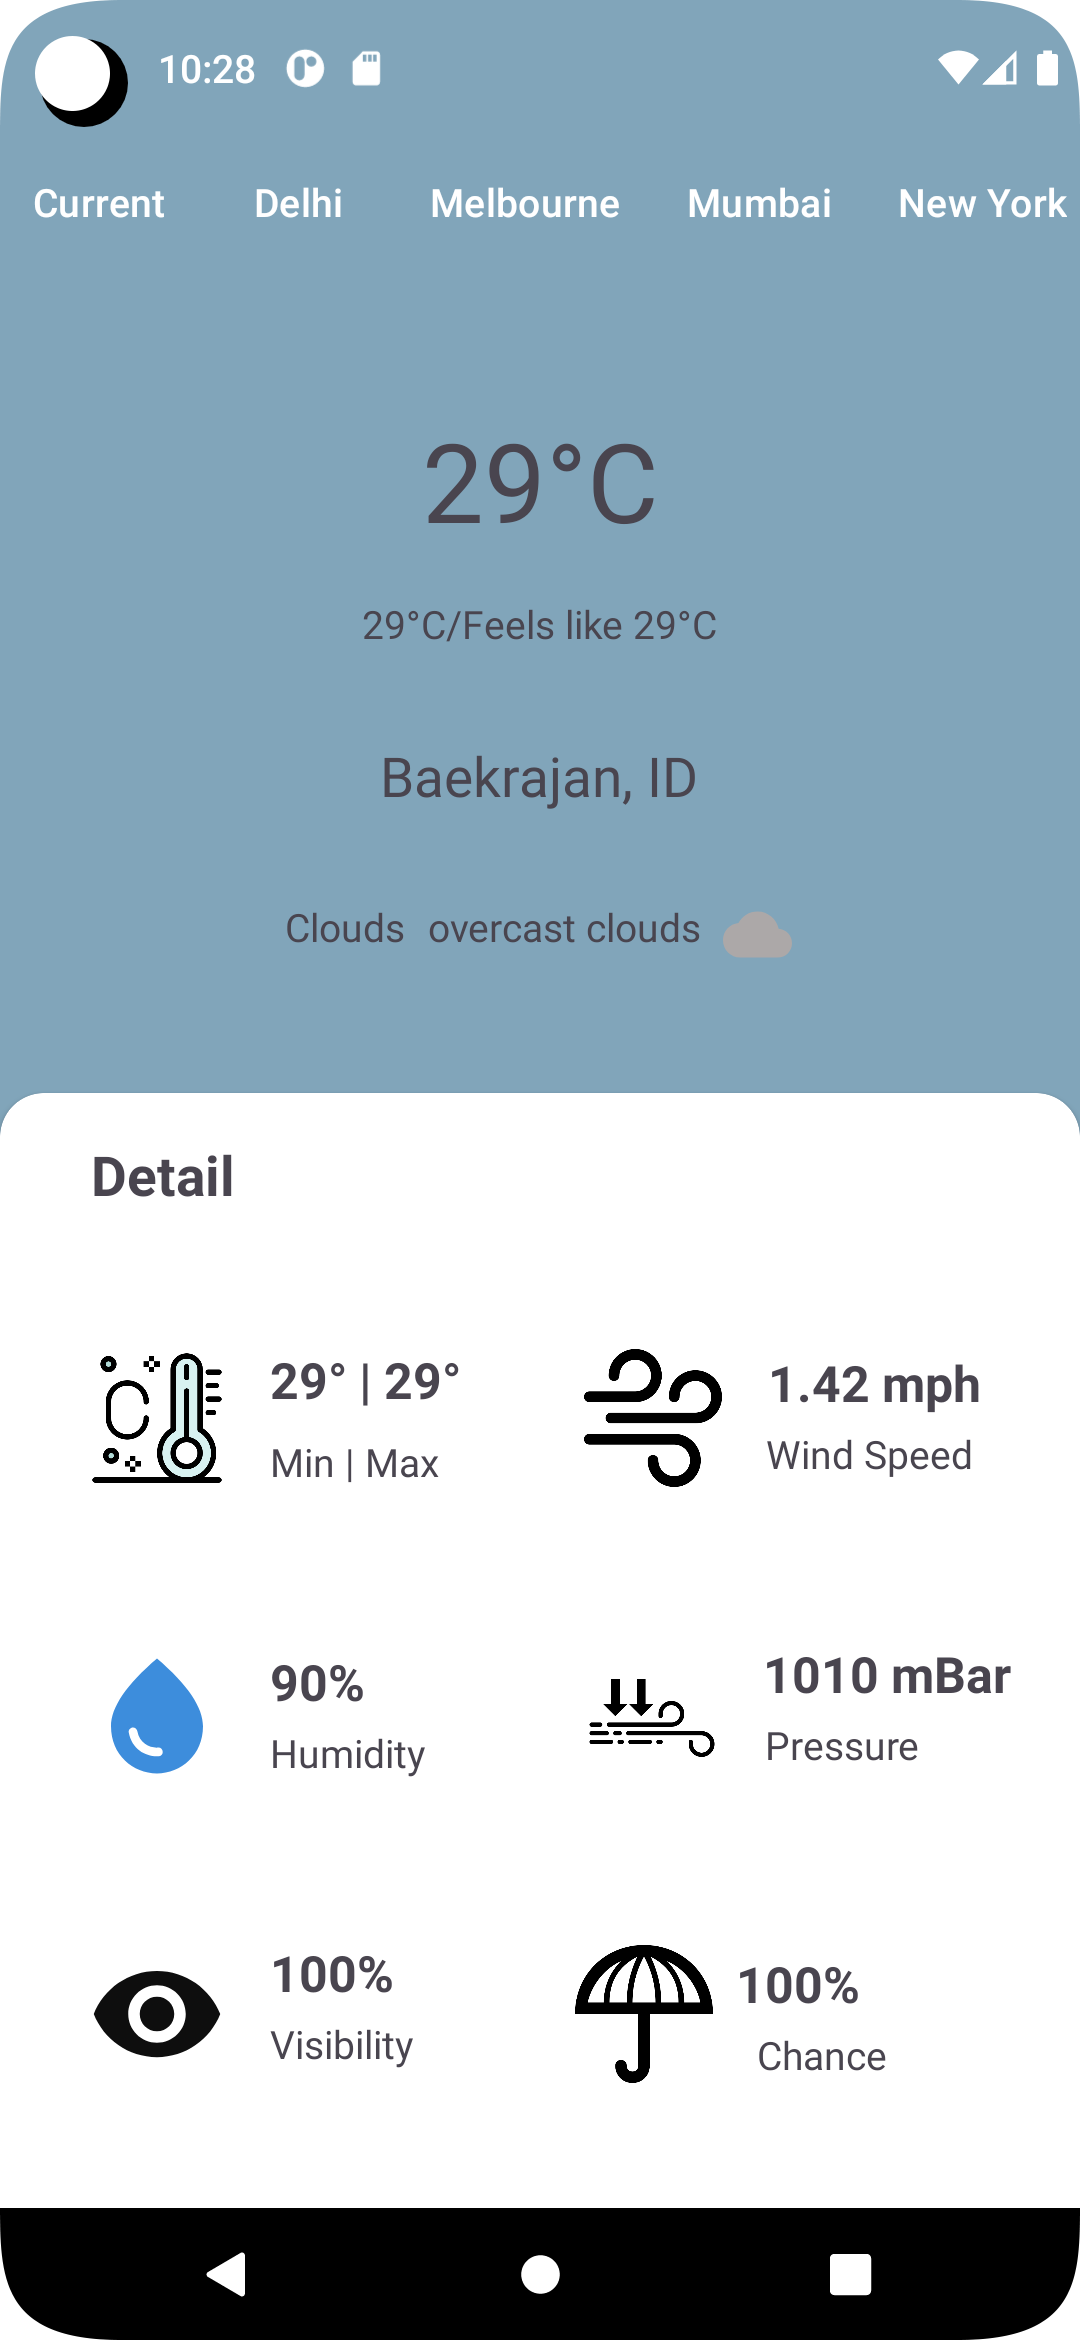 10:28
Current Delhi Melbourne Mumbai New York
29°C
29°C/Feels like 29°C
Baekrajan, ID
Clouds overcast clouds
Detail
29° | 29°
Min | Max
1.42 mph
Wind Speed
90%
Humidity
1010 mBar
Pressure
100%
Visibility
100%
Chance